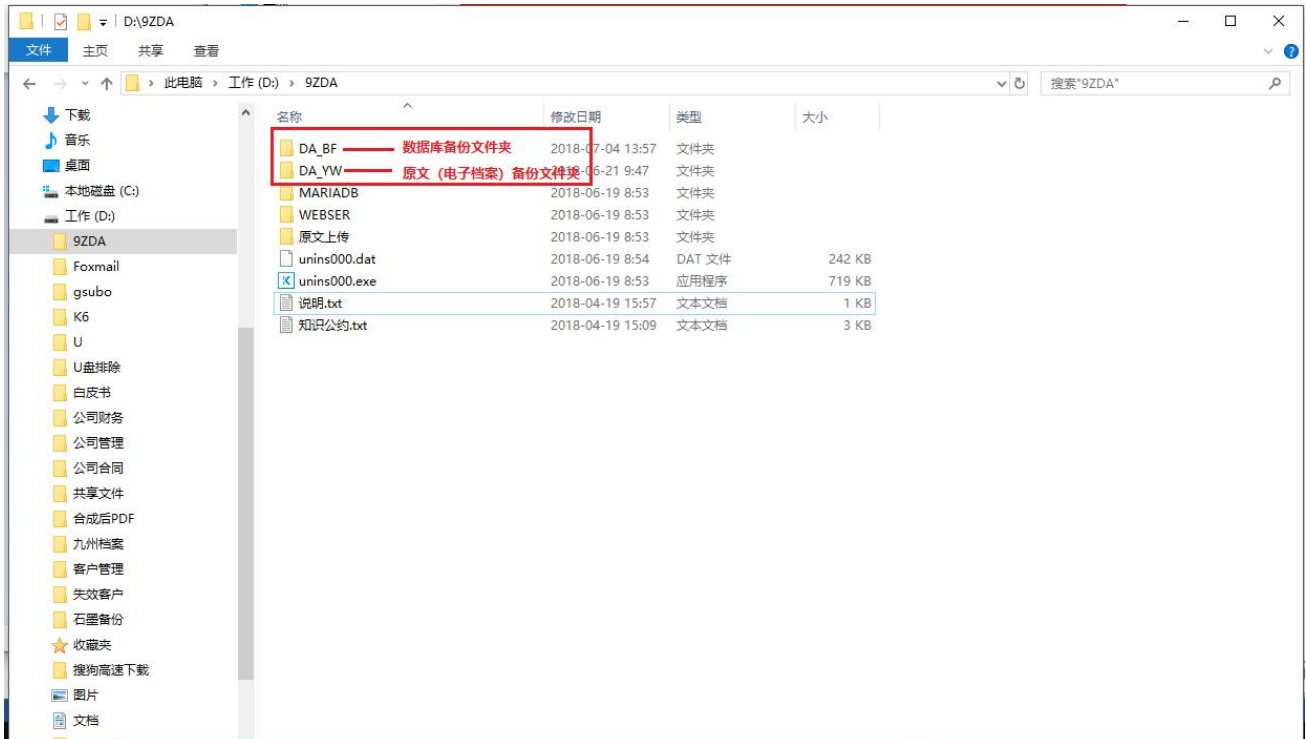 D:\9ZDA
文件 主页 共享 查看
此电脑 › 工作 (D:) › 9ZDA 搜索"9ZDA"
下载
音乐
桌面
本地磁盘 (C:)
工作 (D:)
9ZDA
Foxmail
gsubo
K6
U
U盘排除
白皮书
公司财务
公司管理
公司合同
共享文件
合成后PDF
九州档案
客户管理
失效客户
石墨备份
收藏夹
搜狗高速下载
图片
文档
名称 修改日期 类型 大小
DA_BF 数据库备份文件夹 2018-07-04 13:57 文件夹
DA_YW 原文（电子档案）备份文件夹 06-21 9:47 文件夹
MARIADB 2018-06-19 8:53 文件夹
WEBSER 2018-06-19 8:53 文件夹
原文上传 2018-06-19 8:53 文件夹
unins000.dat 2018-06-19 8:54 DAT 文件 242 KB
unins000.exe 2018-06-19 8:53 应用程序 719 KB
说明.txt 2018-04-19 15:57 文本文档 1 KB
知识公约.txt 2018-04-19 15:09 文本文档 3 KB